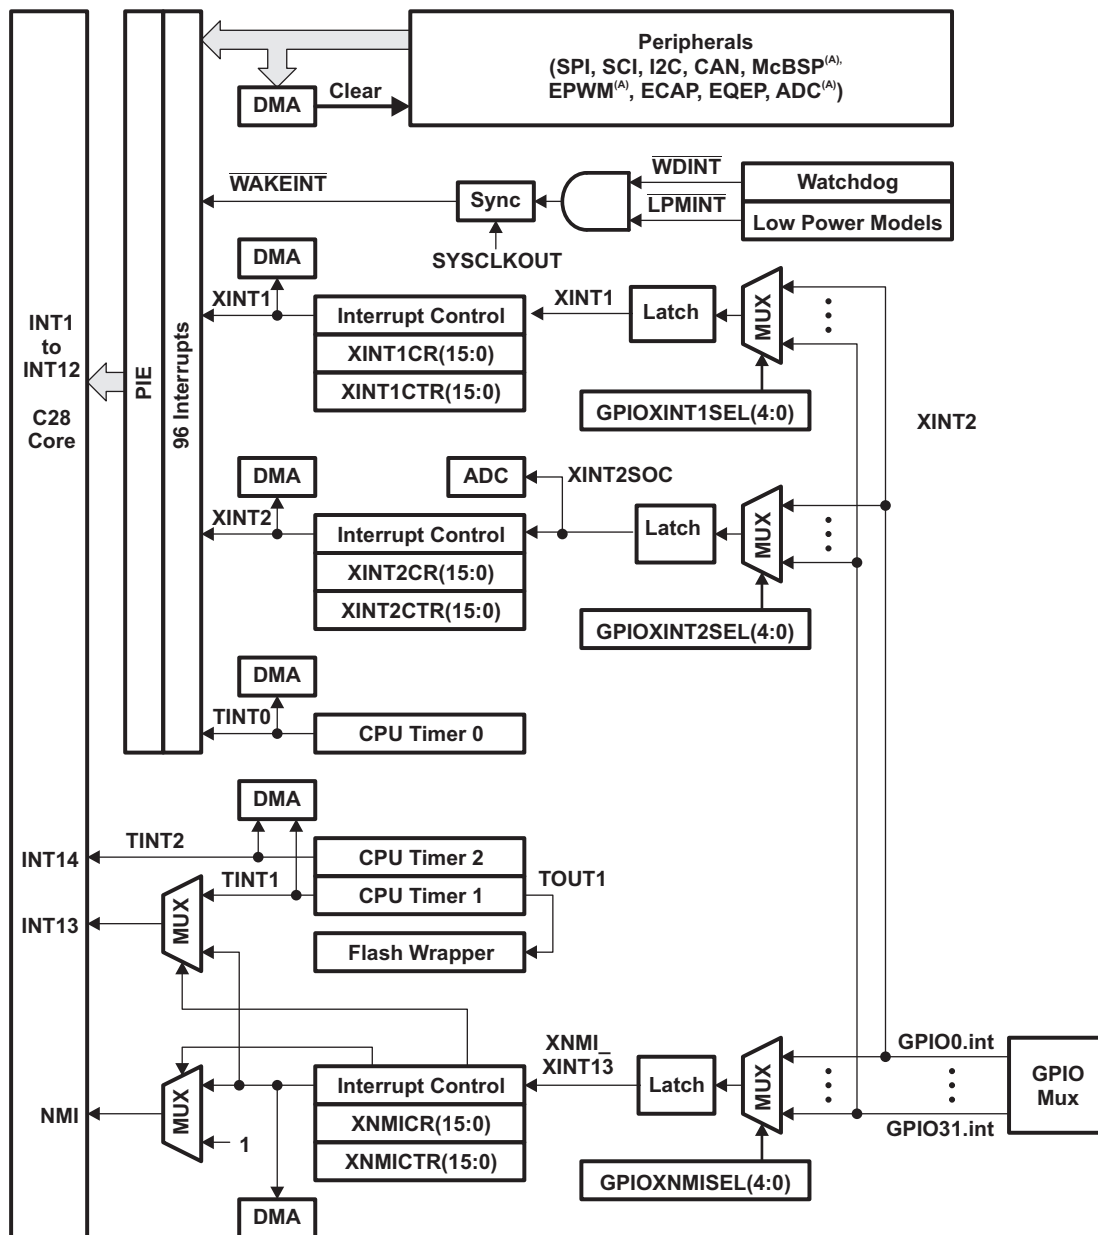 Peripherals
(SPI, SCI, I2C, CAN, McBSP(A),
EPWM(A), ECAP, EQEP, ADC(A))
DMA
Clear
WAKEINT
Sync
SYSCLKOUT
WDINT
LPMINT
Watchdog
Low Power Models
DMA
XINT1
Interrupt Control
XINT1CR(15:0)
XINT1CTR(15:0)
XINT1
Latch
MUX
GPIOXINT1SEL(4:0)
INT1
to
INT12
C28
Core
PIE
96 Interrupts
XINT2
DMA
XINT2
Interrupt Control
XINT2CR(15:0)
XINT2CTR(15:0)
ADC
XINT2SOC
Latch
MUX
GPIOXINT2SEL(4:0)
DMA
TINT0
CPU Timer 0
DMA
INT14
TINT2
CPU Timer 2
TINT1
CPU Timer 1
TOUT1
INT13
MUX
Flash Wrapper
NMI
MUX
1
Interrupt Control
XNMICR(15:0)
XNMICTR(15:0)
DMA
XNMI_
XINT13
Latch
MUX
GPIOXNMISEL(4:0)
GPIO0.int
GPIO31.int
GPIO
Mux